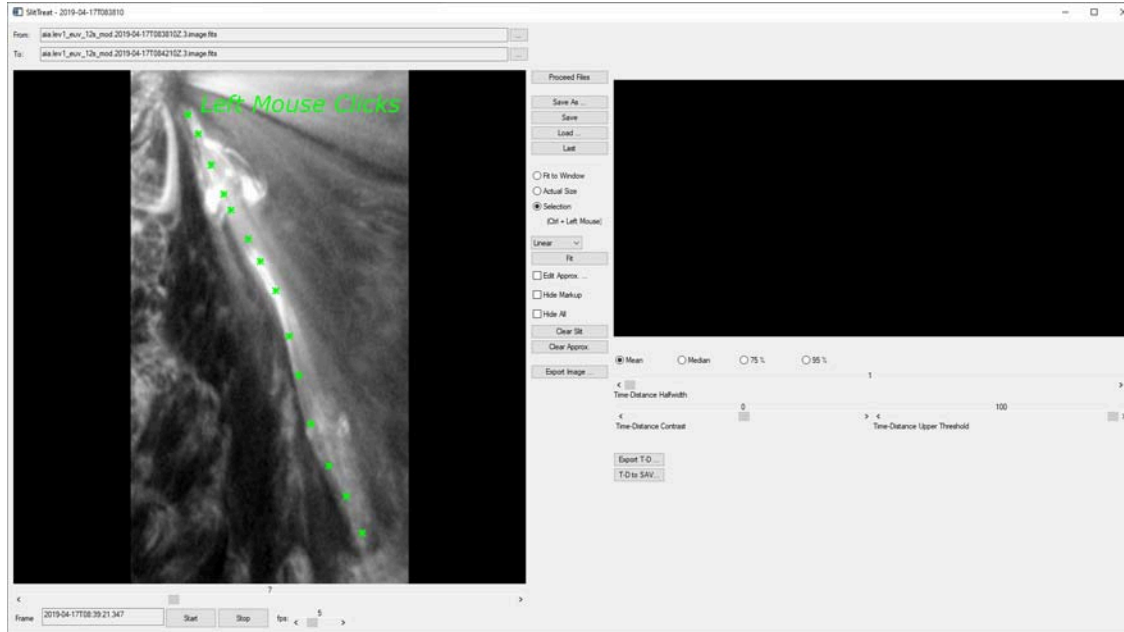 SlitTreat - 2019-04-17T083810
From: aia.lev1_euv_12s_mod.2019-04-17T083810Z.3.image.fits ...
To: aia.lev1_euv_12s_mod.2019-04-17T084210Z.3.image.fits ...
Left Mouse Clicks
Proceed Files
Save As ...
Save
Load ...
Last
Fit to Window
Actual Size
Selection
(Ctrl + Left Mouse)
Linear
Fit
Edit Approx. ...
Hide Markup
Hide All
Clear Slit
Clear Approx.
Export Image ...
Mean Median 75 % 95 %
1
Time-Distance Halfwidth
0 100
Time-Distance Contrast Time-Distance Upper Threshold
Export T-D ...
T-D to SAV...
7
Frame 2019-04-17T08:39:21.347 Start Stop fps: 5